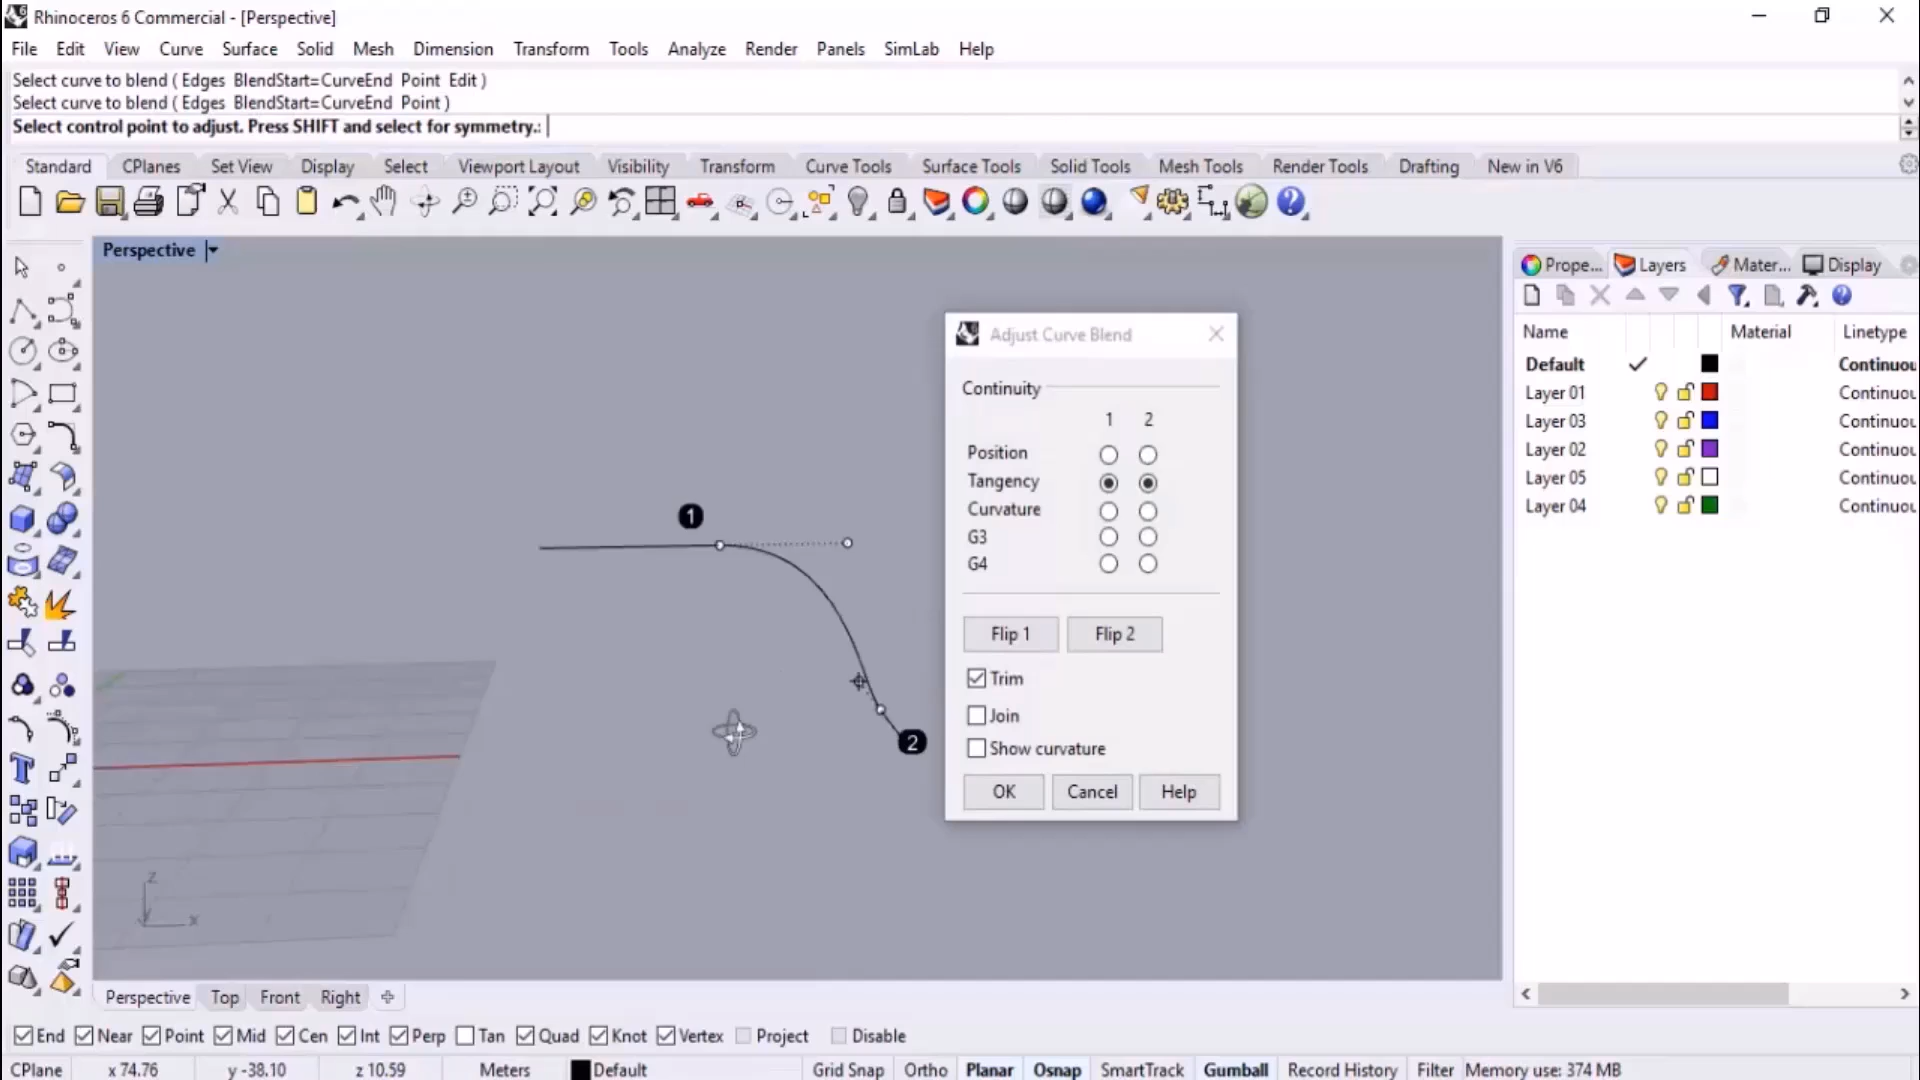 Rhinoceros 6 Commercial - [Perspective]
File Edit View Curve Surface Solid Mesh Dimension Transform Tools Analyze Render Panels SimLab Help
Select curve to blend ( Edges BlendStart=CurveEnd Point Edit )
Select curve to blend ( Edges BlendStart=CurveEnd Point )
Select control point to adjust. Press SHIFT and select for symmetry.:
Standard CPlanes Set View Display Select Viewport Layout Visibility Transform Curve Tools Surface Tools Solid Tools Mesh Tools Render Tools Drafting New in V6
Perspective
Prope... Layers Mater... Display
Name Material Linetype
Default Continuou
Layer 01 Continuou
Layer 03 Continuou
Layer 02 Continuou
Layer 05 Continuou
Layer 04 Continuou
Adjust Curve Blend
Continuity
1 2
Position
Tangency
Curvature
G3
G4
Flip 1 Flip 2
Trim
Join
Show curvature
OK Cancel Help
1
2
z
y x
Perspective Top Front Right
End Near Point Mid Cen Int Perp Tan Quad Knot Vertex Project Disable
CPlane x 74.76 y -38.10 z 10.59 Meters Default Grid Snap Ortho Planar Osnap SmartTrack Gumball Record History Filter Memory use: 374 MB